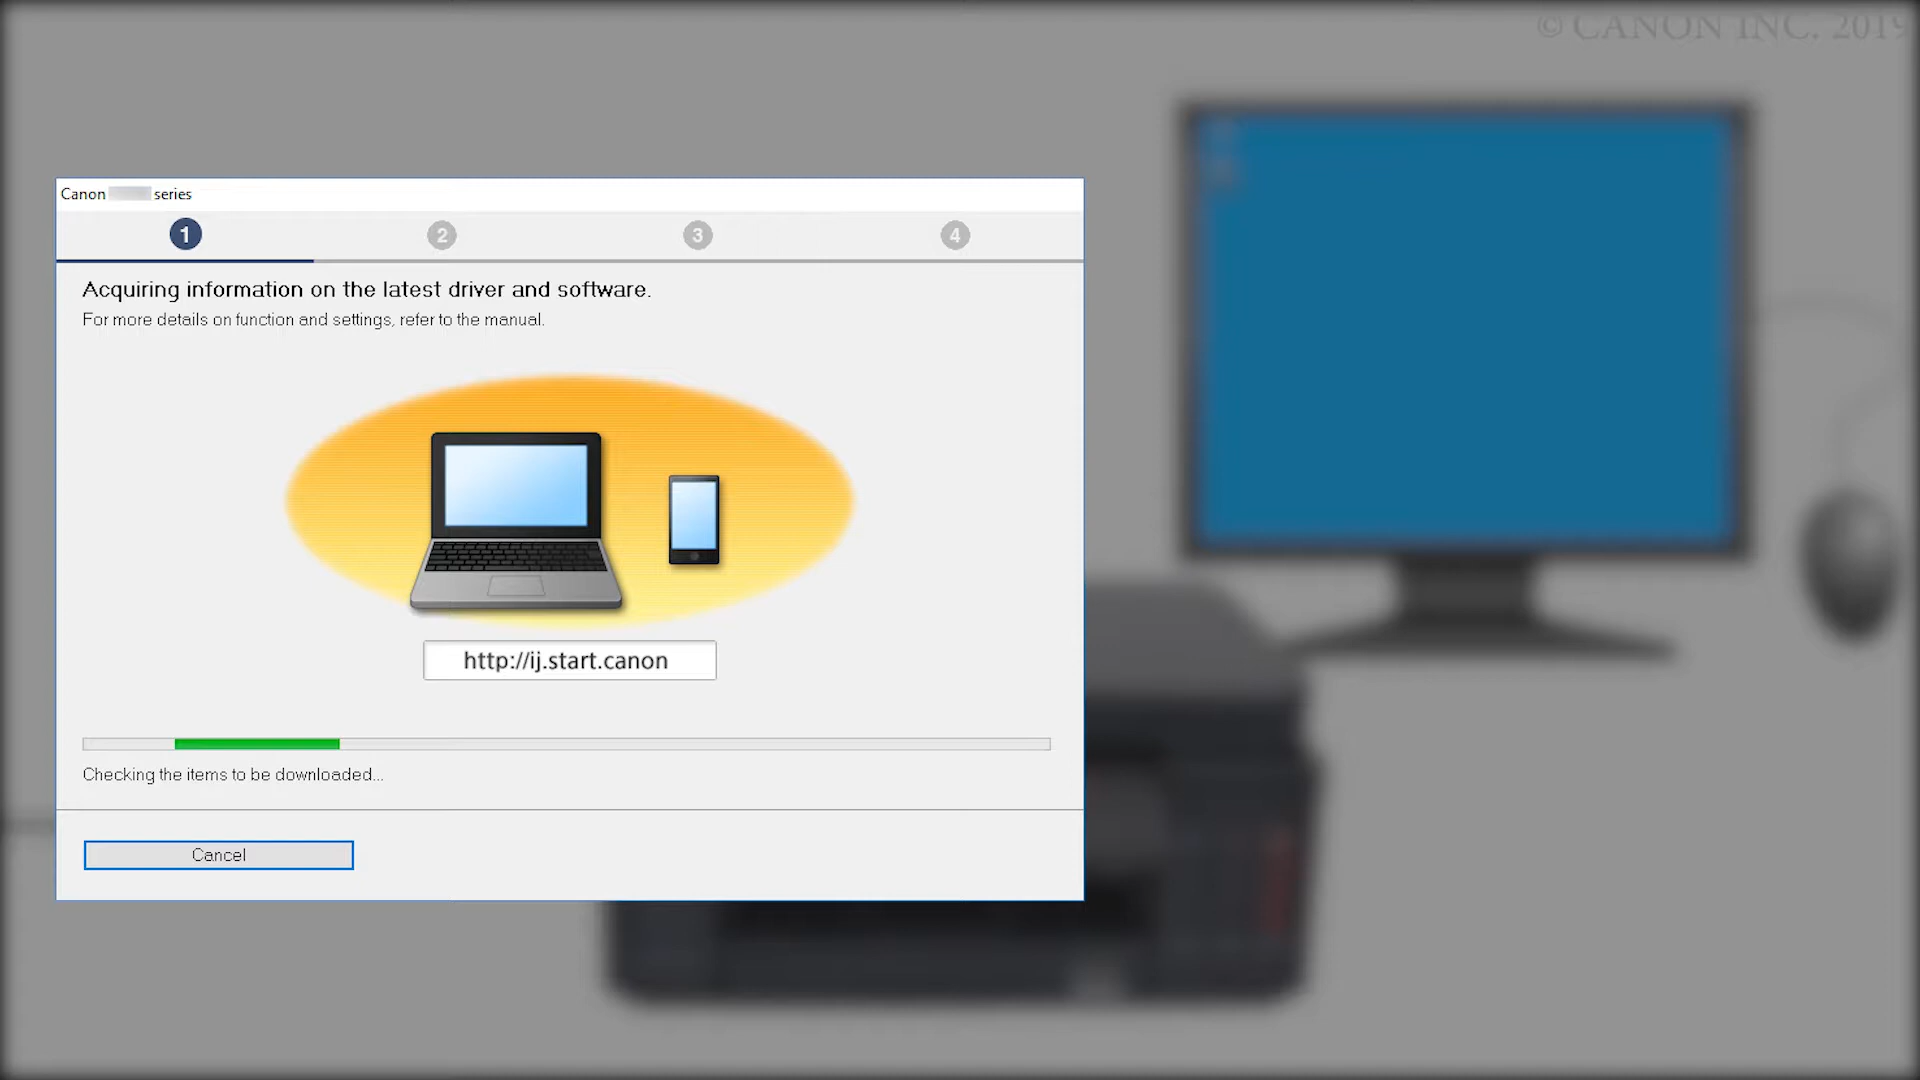 © CANON INC. 2019
Canon series
1 2 3 4
Acquiring information on the latest driver and software.
For more details on function and settings, refer to the manual.
http://ij.start.canon
Checking the items to be downloaded...
Cancel